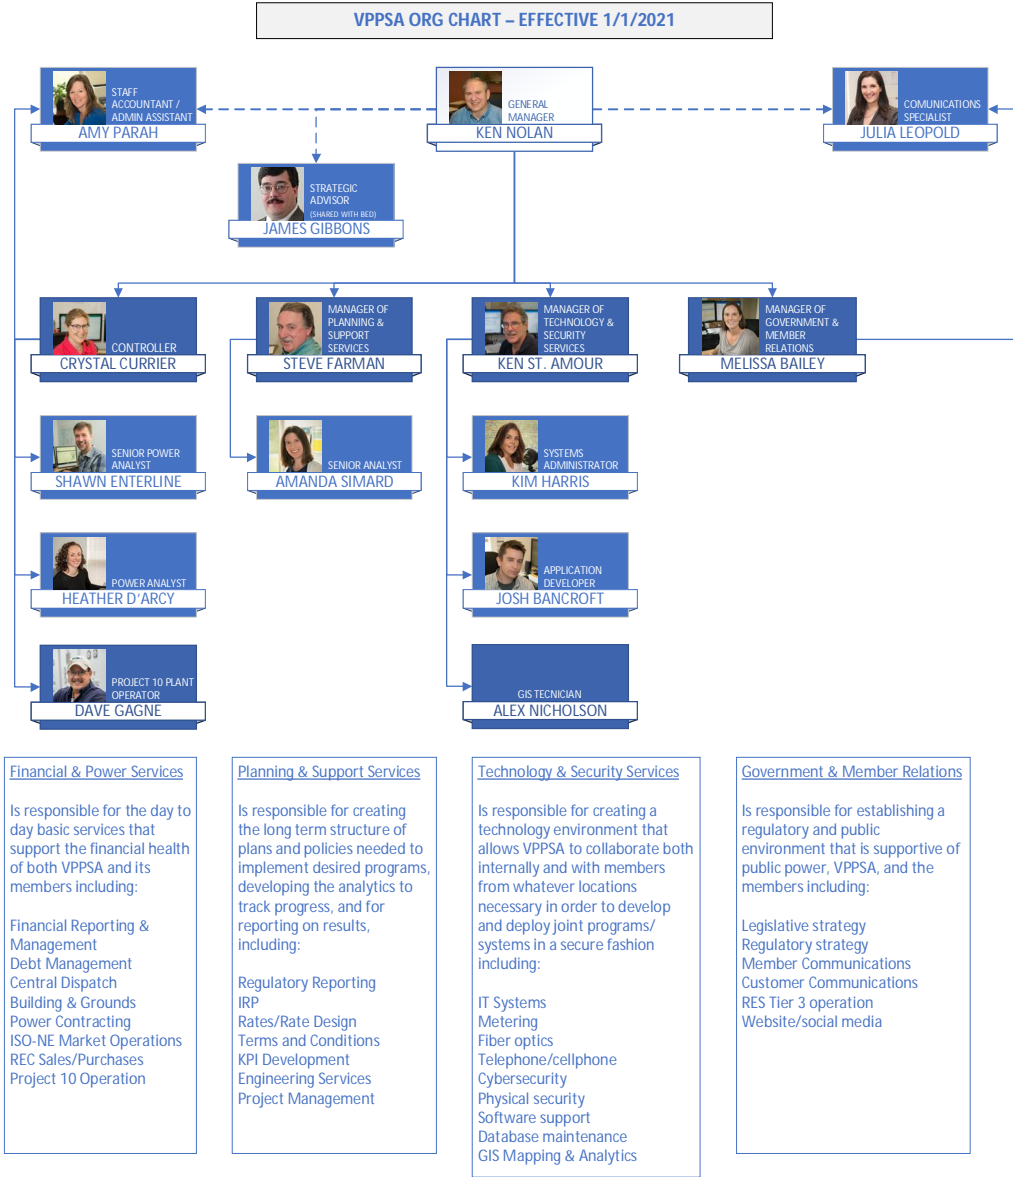 VPPSA ORG CHART – EFFECTIVE 1/1/2021
STAFF
ACCOUNTANT /
ADMIN ASSISTANT
AMY PARAH
GENERAL
MANAGER
KEN NOLAN
COMUNICATIONS
SPECIALIST
JULIA LEOPOLD
STRATEGIC
ADVISOR
(SHARED WITH BED)
JAMES GIBBONS
CONTROLLER
CRYSTAL CURRIER
MANAGER OF
PLANNING &
SUPPORT
SERVICES
STEVE FARMAN
MANAGER OF
TECHNOLOGY &
SECURITY
SERVICES
KEN ST. AMOUR
MANAGER OF
GOVERNMENT &
MEMBER
RELATIONS
MELISSA BAILEY
SENIOR POWER
ANALYST
SHAWN ENTERLINE
SENIOR ANALYST
AMANDA SIMARD
SYSTEMS
ADMINISTRATOR
KIM HARRIS
POWER ANALYST
HEATHER D'ARCY
APPLICATION
DEVELOPER
JOSH BANCROFT
PROJECT 10 PLANT
OPERATOR
DAVE GAGNE
GIS TECNICIAN
ALEX NICHOLSON
Financial & Power Services
Is responsible for the day to
day basic services that
support the financial health
of both VPPSA and its
members including:
Financial Reporting &
Management
Debt Management
Central Dispatch
Building & Grounds
Power Contracting
ISO-NE Market Operations
REC Sales/Purchases
Project 10 Operation
Planning & Support Services
Is responsible for creating
the long term structure of
plans and policies needed to
implement desired programs,
developing the analytics to
track progress, and for
reporting on results,
including:
Regulatory Reporting
IRP
Rates/Rate Design
Terms and Conditions
KPI Development
Engineering Services
Project Management
Technology & Security Services
Is responsible for creating a
technology environment that
allows VPPSA to collaborate both
internally and with members
from whatever locations
necessary in order to develop
and deploy joint programs/
systems in a secure fashion
including:
IT Systems
Metering
Fiber optics
Telephone/cellphone
Cybersecurity
Physical security
Software support
Database maintenance
GIS Mapping & Analytics
Government & Member Relations
Is responsible for establishing a
regulatory and public
environment that is supportive of
public power, VPPSA, and the
members including:
Legislative strategy
Regulatory strategy
Member Communications
Customer Communications
RES Tier 3 operation
Website/social media